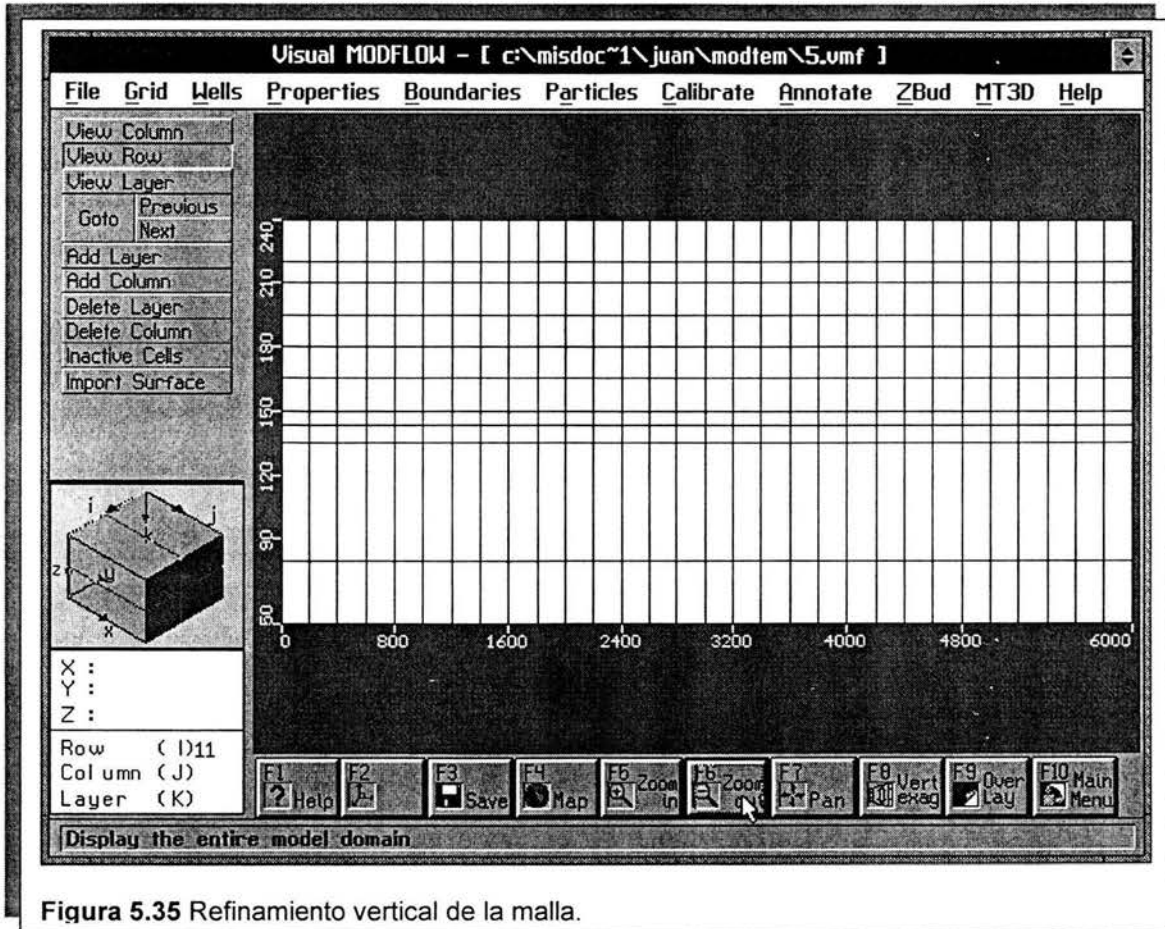 Visual MODFLOW - [ c:\misdoc~1\juan\modtem\5.vmf ]
File Grid Wells Properties Boundaries Particles Calibrate Annotate ZBud MT3D Help
View Column
View Row
View Layer
Goto
Previous
Next
Add Layer
Add Column
Delete Layer
Delete Column
Inactive Cells
Import Surface
240
210
180
150
120
90
60
0 800 1600 2400 3200 4000 4800 6000
i
j
k
z
y
x
X :
Y :
Z :
Row ( I)11
Column (J)
Layer (K)
F1 ? Help
F2
F3 Save
F4 Map
F5 Zoom in
F6 Zoom out
F7 Pan
F8 Vert exag
F9 Over Lay
F10 Main Menu
Display the entire model domain
Figura 5.35 Refinamiento vertical de la malla.